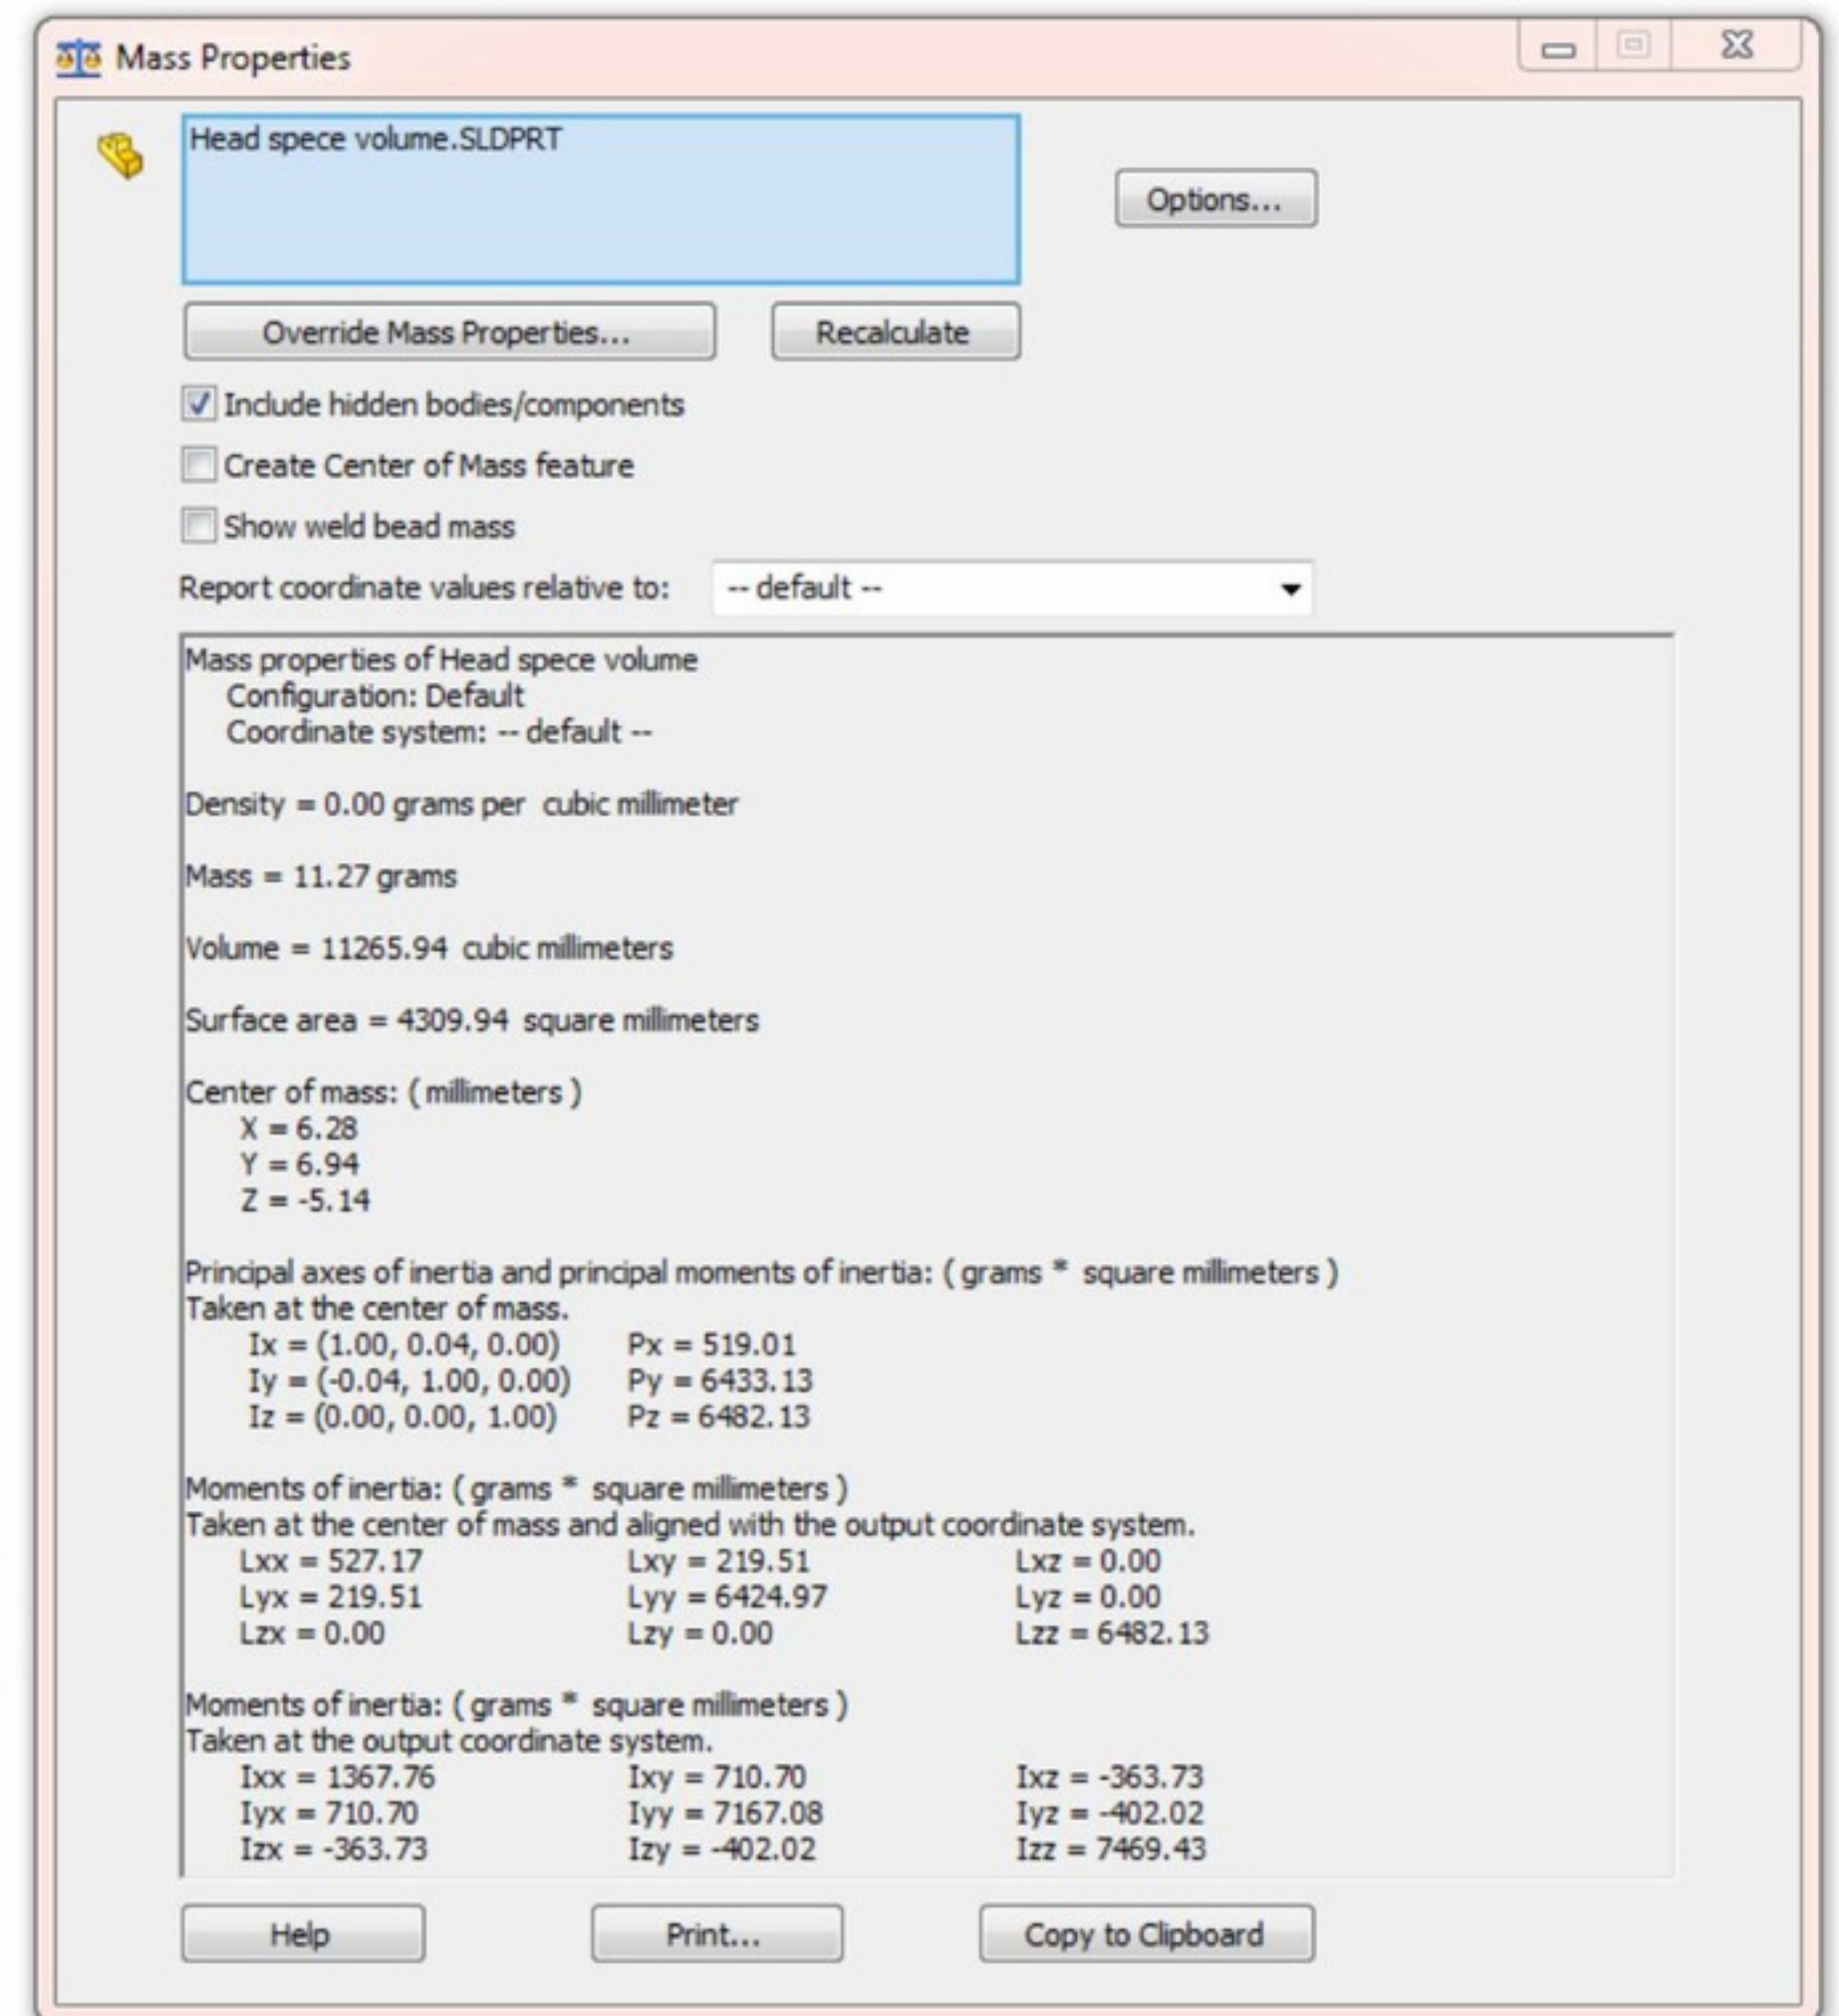 Mass Properties
Head spece volume.SLDPRT
Options...
Override Mass Properties... Recalculate
Include hidden bodies/components
Create Center of Mass feature
Show weld bead mass
Report coordinate values relative to: -- default --
Mass properties of Head spece volume
Configuration: Default
Coordinate system: -- default --
Density = 0.00 grams per cubic millimeter
Mass = 11.27 grams
Volume = 11265.94 cubic millimeters
Surface area = 4309.94 square millimeters
Center of mass: ( millimeters )
X = 6.28
Y = 6.94
Z = -5.14
Principal axes of inertia and principal moments of inertia: ( grams * square millimeters )
Taken at the center of mass.
Ix = (1.00, 0.04, 0.00) Px = 519.01
Iy = (-0.04, 1.00, 0.00) Py = 6433.13
Iz = (0.00, 0.00, 1.00) Pz = 6482.13
Moments of inertia: ( grams * square millimeters )
Taken at the center of mass and aligned with the output coordinate system.
Lxx = 527.17 Lxy = 219.51 Lxz = 0.00
Lyx = 219.51 Lyy = 6424.97 Lyz = 0.00
Lzx = 0.00 Lzy = 0.00 Lzz = 6482.13
Moments of inertia: ( grams * square millimeters )
Taken at the output coordinate system.
Ixx = 1367.76 Ixy = 710.70 Ixz = -363.73
Iyx = 710.70 Iyy = 7167.08 Iyz = -402.02
Izx = -363.73 Izy = -402.02 Izz = 7469.43
Help Print... Copy to Clipboard